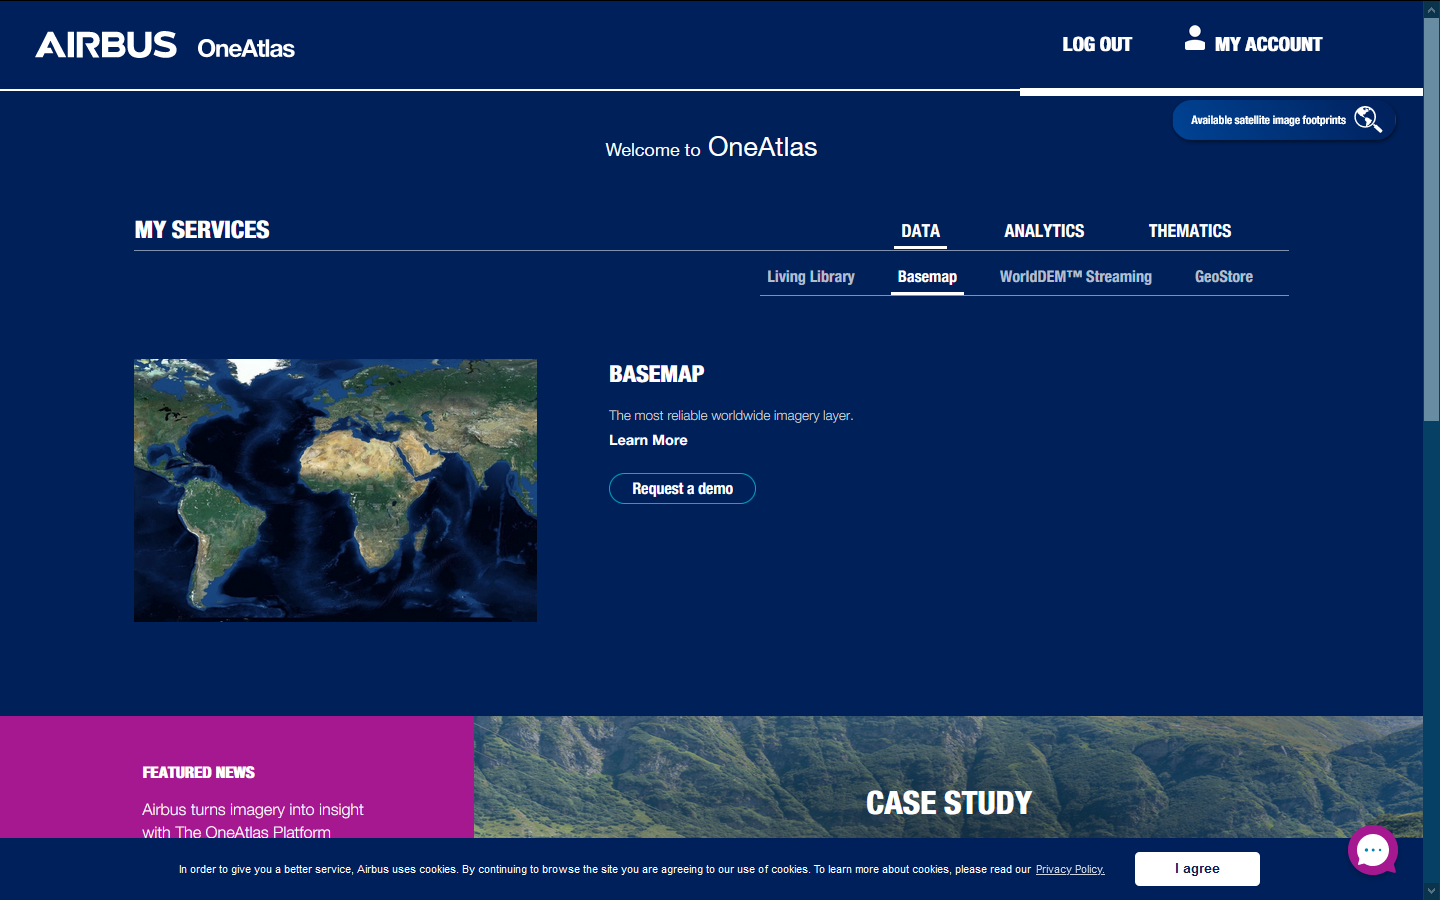 AIRBUS OneAtlas
LOG OUT
MY ACCOUNT
Available satellite image footprints
Welcome to OneAtlas
MY SERVICES
DATA
ANALYTICS
THEMATICS
Living Library
Basemap
WorldDEM™ Streaming
GeoStore
BASEMAP
The most reliable worldwide imagery layer.
Learn More
Request a demo
FEATURED NEWS
Airbus turns imagery into insight
with The OneAtlas Platform
CASE STUDY
In order to give you a better service, Airbus uses cookies. By continuing to browse the site you are agreeing to our use of cookies. To learn more about cookies, please read our Privacy Policy.
I agree